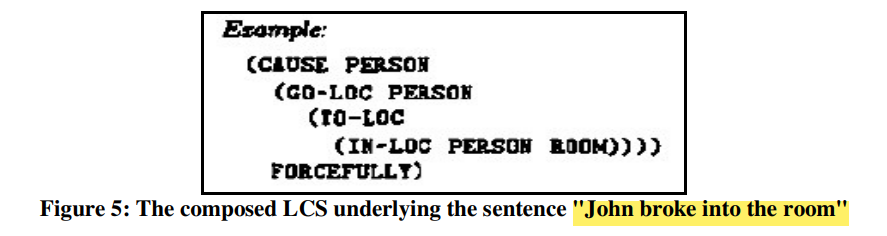 Example:
(CAUSE PERSON
(GO-LOC PERSON
(TO-LOC
(IN-LOC PERSON ROOM))))
FORCEFULLY)
Figure 5: The composed LCS underlying the sentence "John broke into the room"